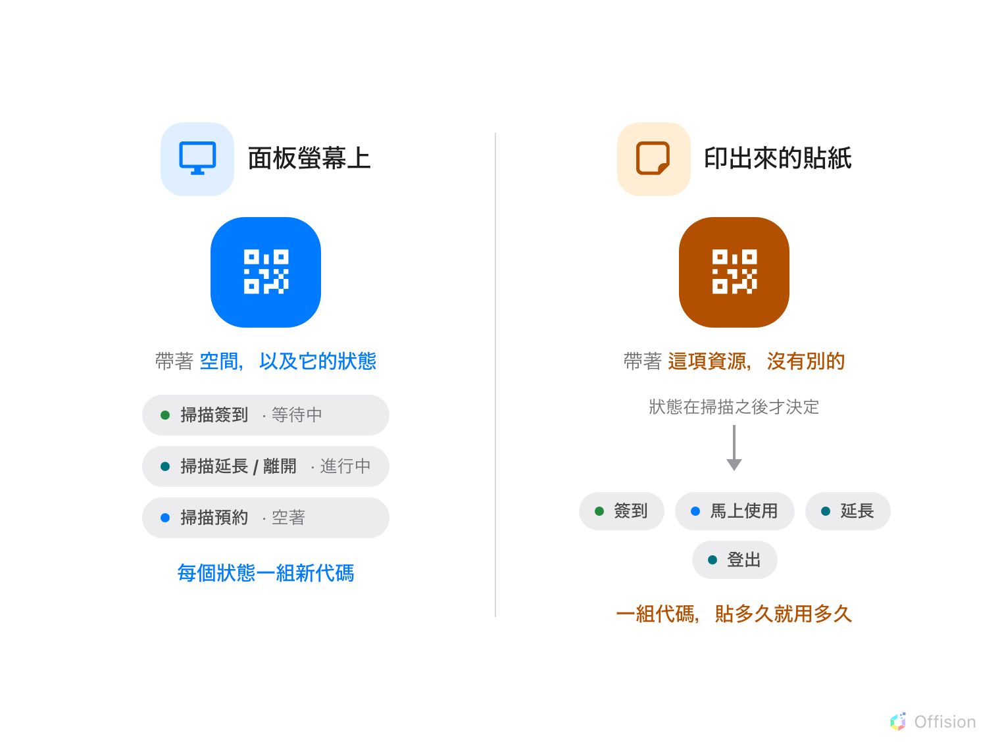 面板螢幕上
帶著 空間，以及它的狀態
掃描簽到 · 等待中
掃描延長 / 離開 · 進行中
掃描預約 · 空著
每個狀態一組新代碼
印出來的貼紙
帶著 這項資源，沒有別的
狀態在掃描之後才決定
簽到
馬上使用
延長
登出
一組代碼，貼多久就用多久
Offision